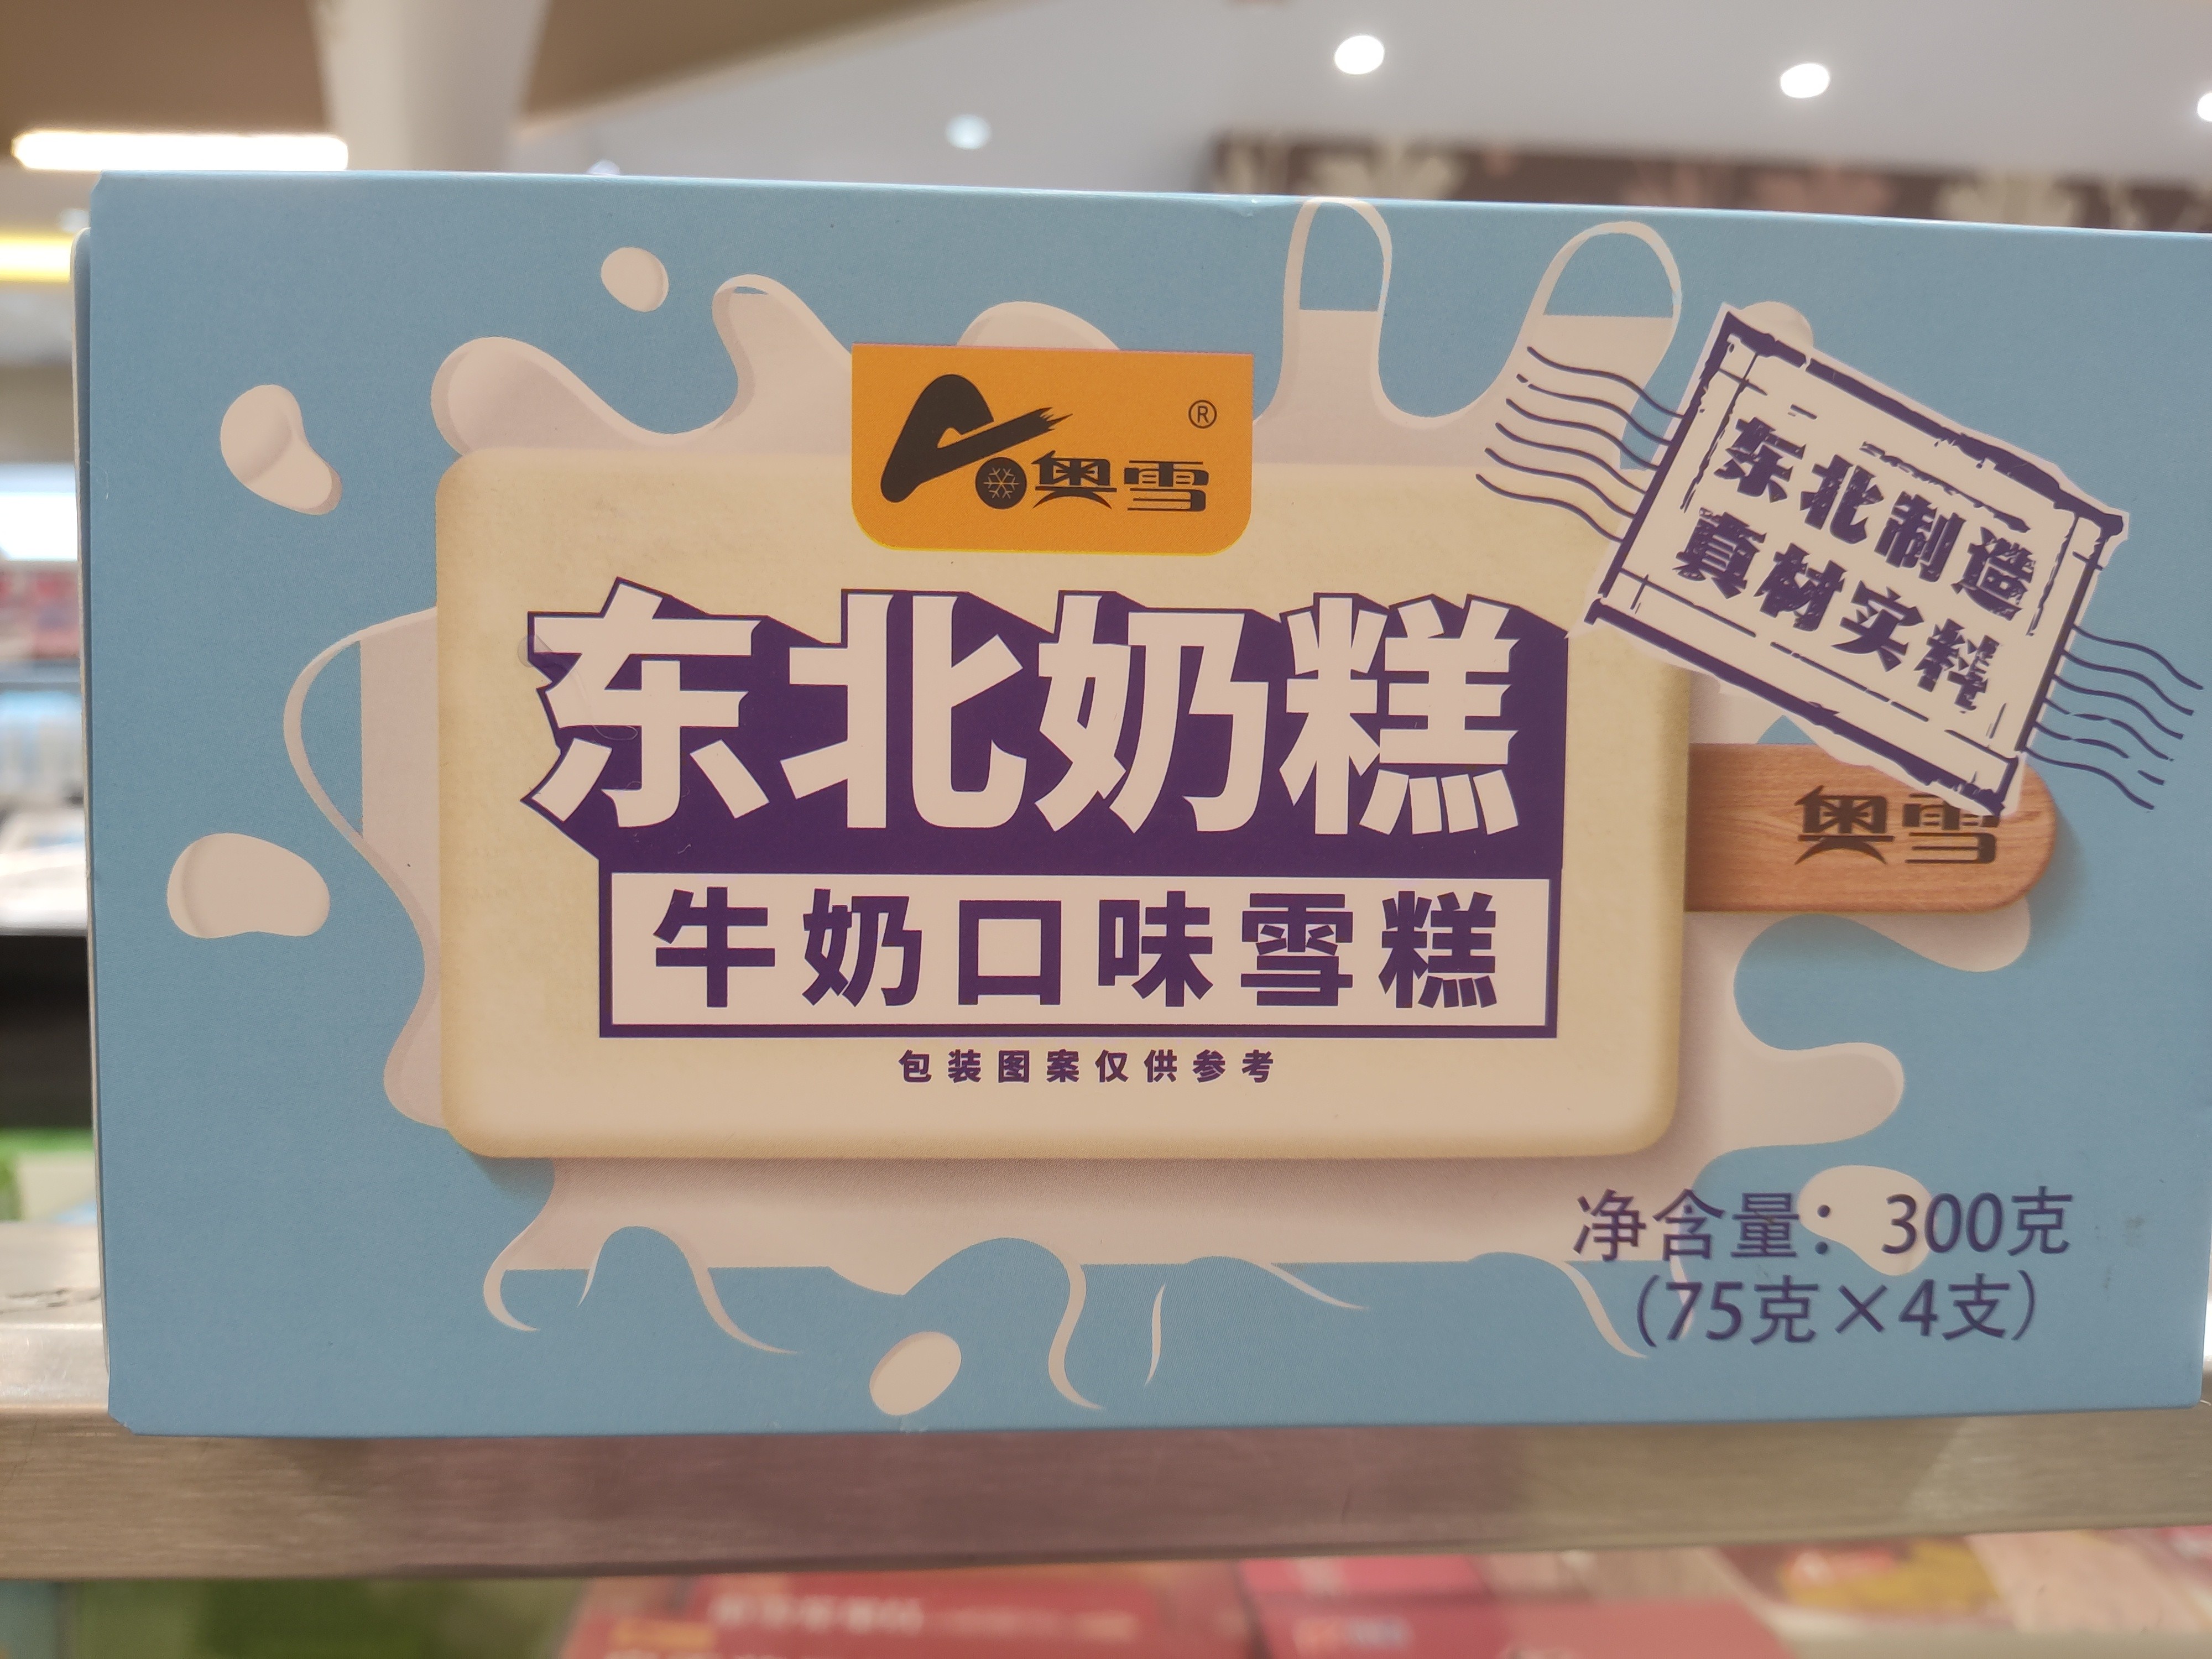 奥雪®
东北制造
真材实料
东北奶糕
奥雪
牛奶口味雪糕
包装图案仅供参考
净含量：300克
（75克×4支）